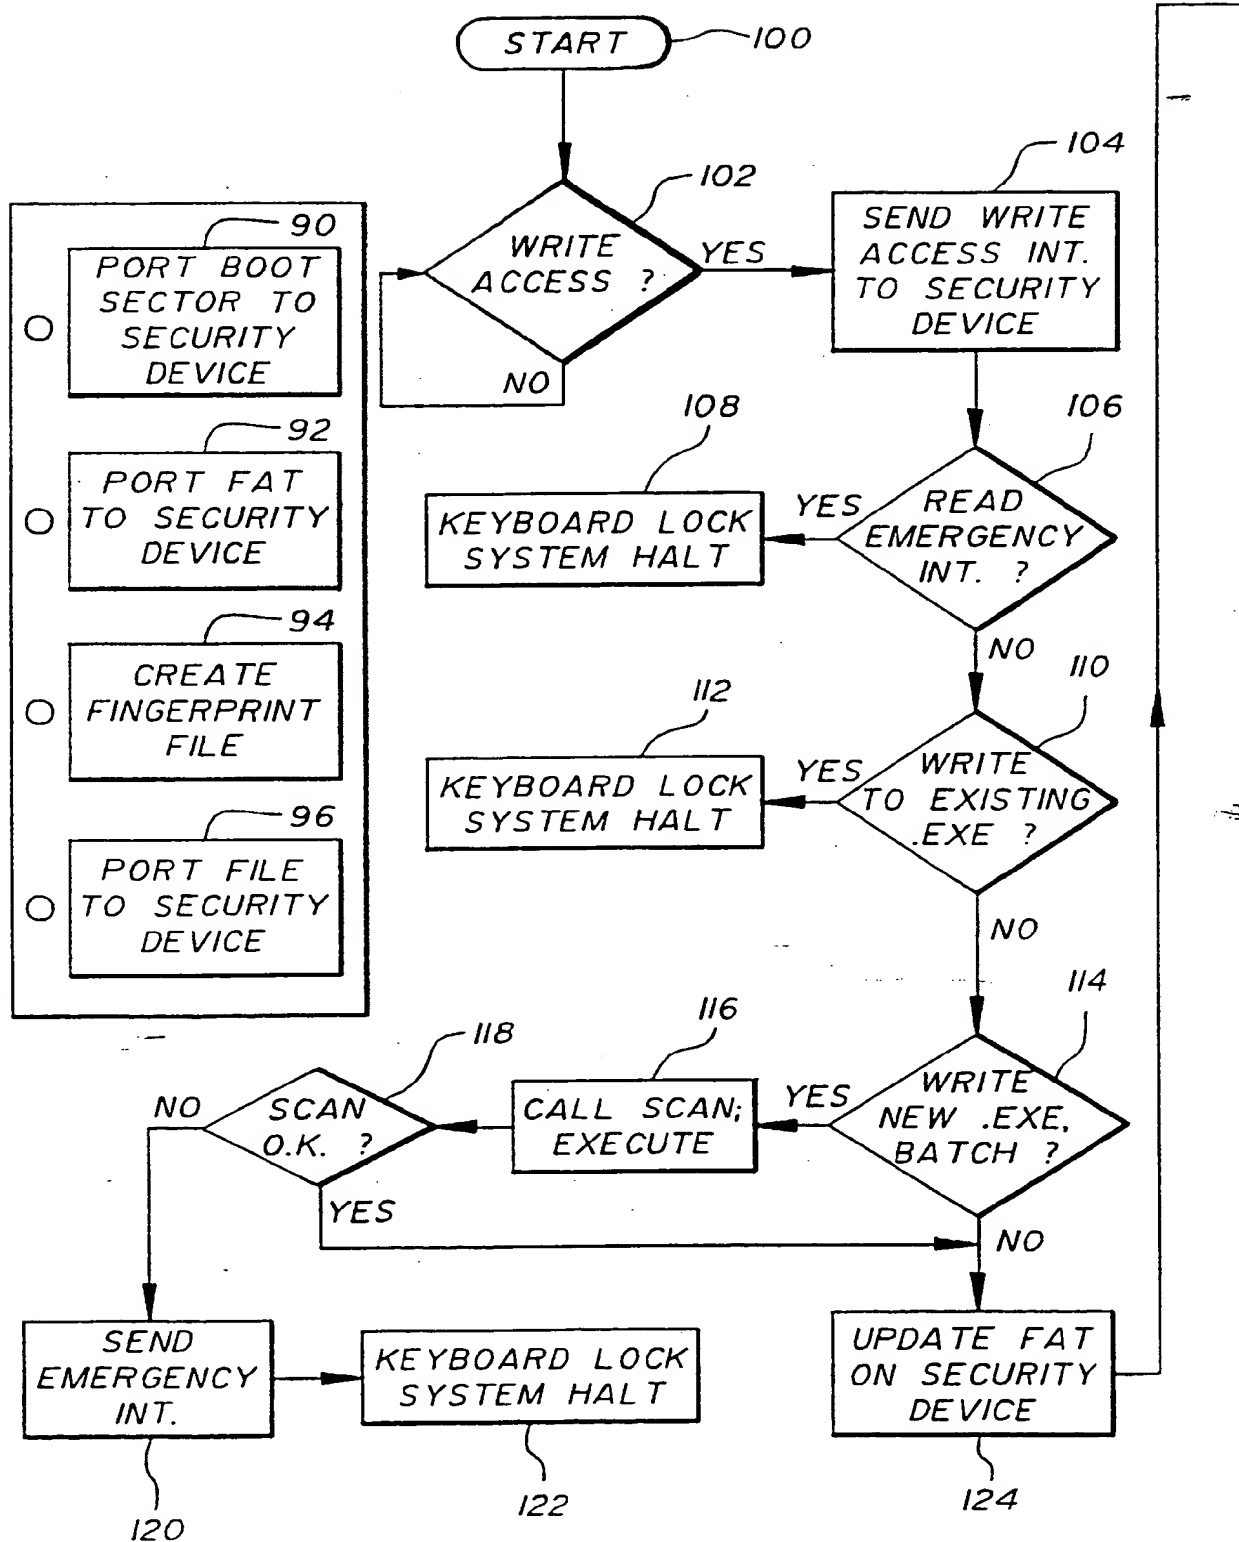 START
100
102
WRITE
ACCESS ?
YES
NO
104
SEND WRITE
ACCESS INT.
TO SECURITY
DEVICE
90
PORT BOOT
SECTOR TO
SECURITY
DEVICE
92
PORT FAT
TO SECURITY
DEVICE
94
CREATE
FINGERPRINT
FILE
96
PORT FILE
TO SECURITY
DEVICE
106
READ
EMERGENCY
INT. ?
YES
NO
108
KEYBOARD LOCK
SYSTEM HALT
110
WRITE
TO EXISTING
.EXE ?
YES
NO
112
KEYBOARD LOCK
SYSTEM HALT
114
WRITE
NEW .EXE,
BATCH ?
YES
NO
116
CALL SCAN;
EXECUTE
118
SCAN
O.K. ?
NO
YES
SEND
EMERGENCY
INT.
120
KEYBOARD LOCK
SYSTEM HALT
122
UPDATE FAT
ON SECURITY
DEVICE
124